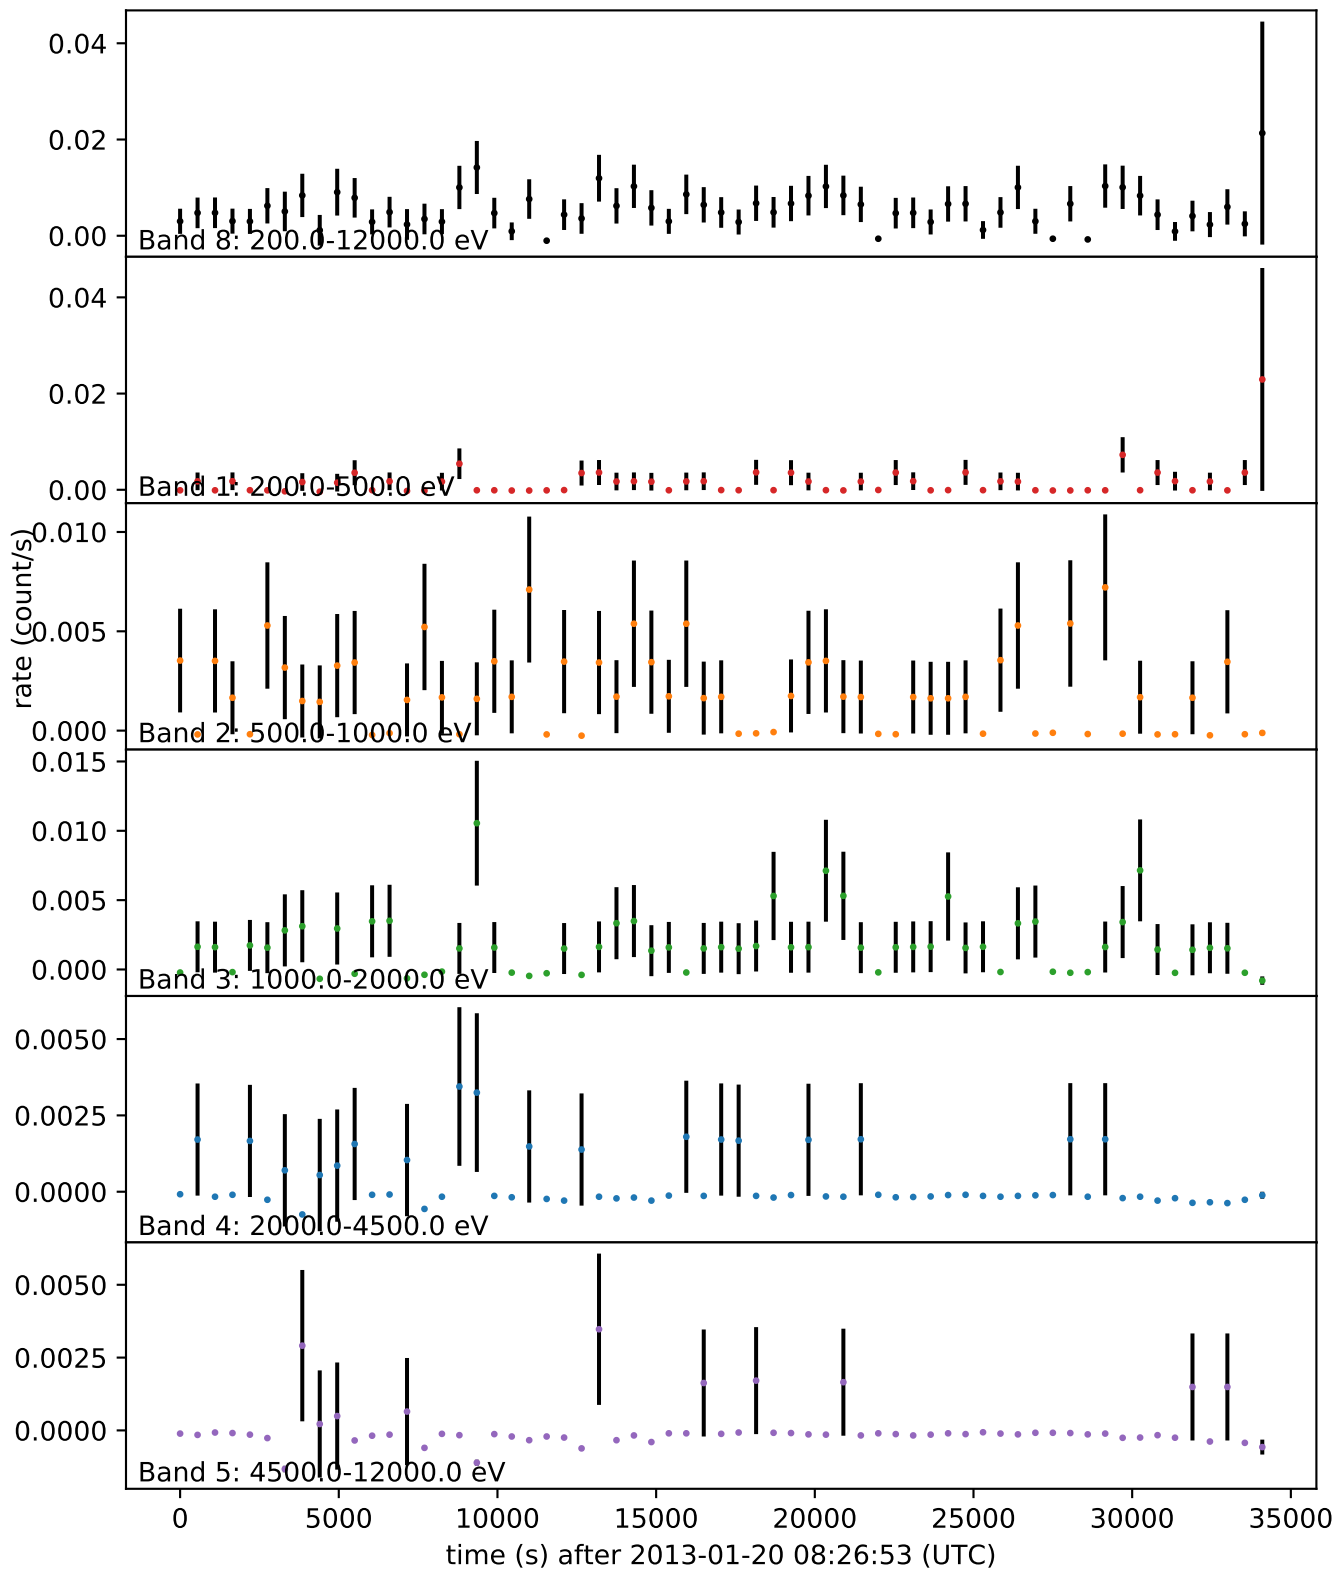 0.04
0.02
0.00
Band 8: 200.0-12000.0 eV
0.04
0.02
0.00
Band 1: 200.0-500.0 eV
rate (count/s)
0.010
0.005
0.000
Band 2: 500.0-1000.0 eV
0.015
0.010
0.005
0.000
Band 3: 1000.0-2000.0 eV
0.0050
0.0025
0.0000
Band 4: 2000.0-4500.0 eV
0.0050
0.0025
0.0000
Band 5: 4500.0-12000.0 eV
0 5000 10000 15000 20000 25000 30000 35000
time (s) after 2013-01-20 08:26:53 (UTC)